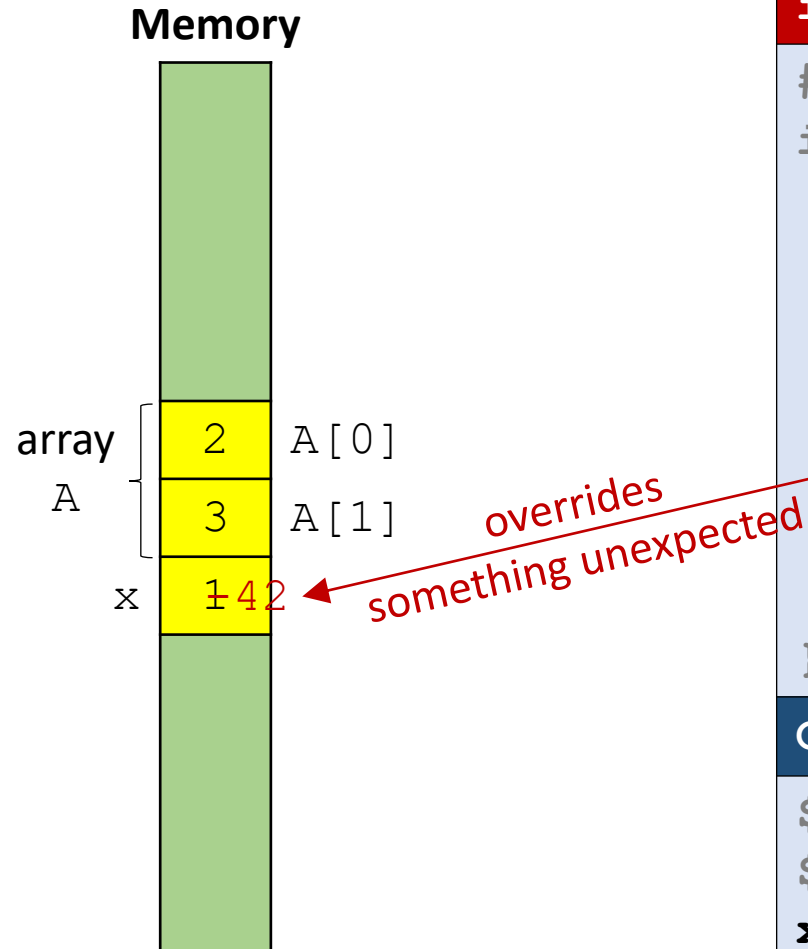 Memory
array
A
2 A[0]
3 A[1]
x 1 42
overrides
something unexpected
#
$
$